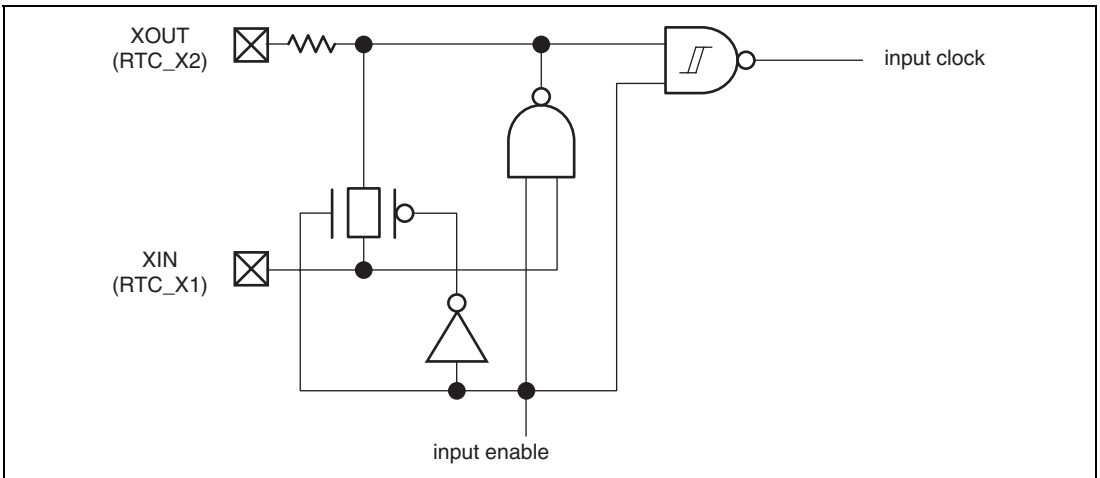 XOUT
(RTC_X2)
input clock
XIN
(RTC_X1)
input enable